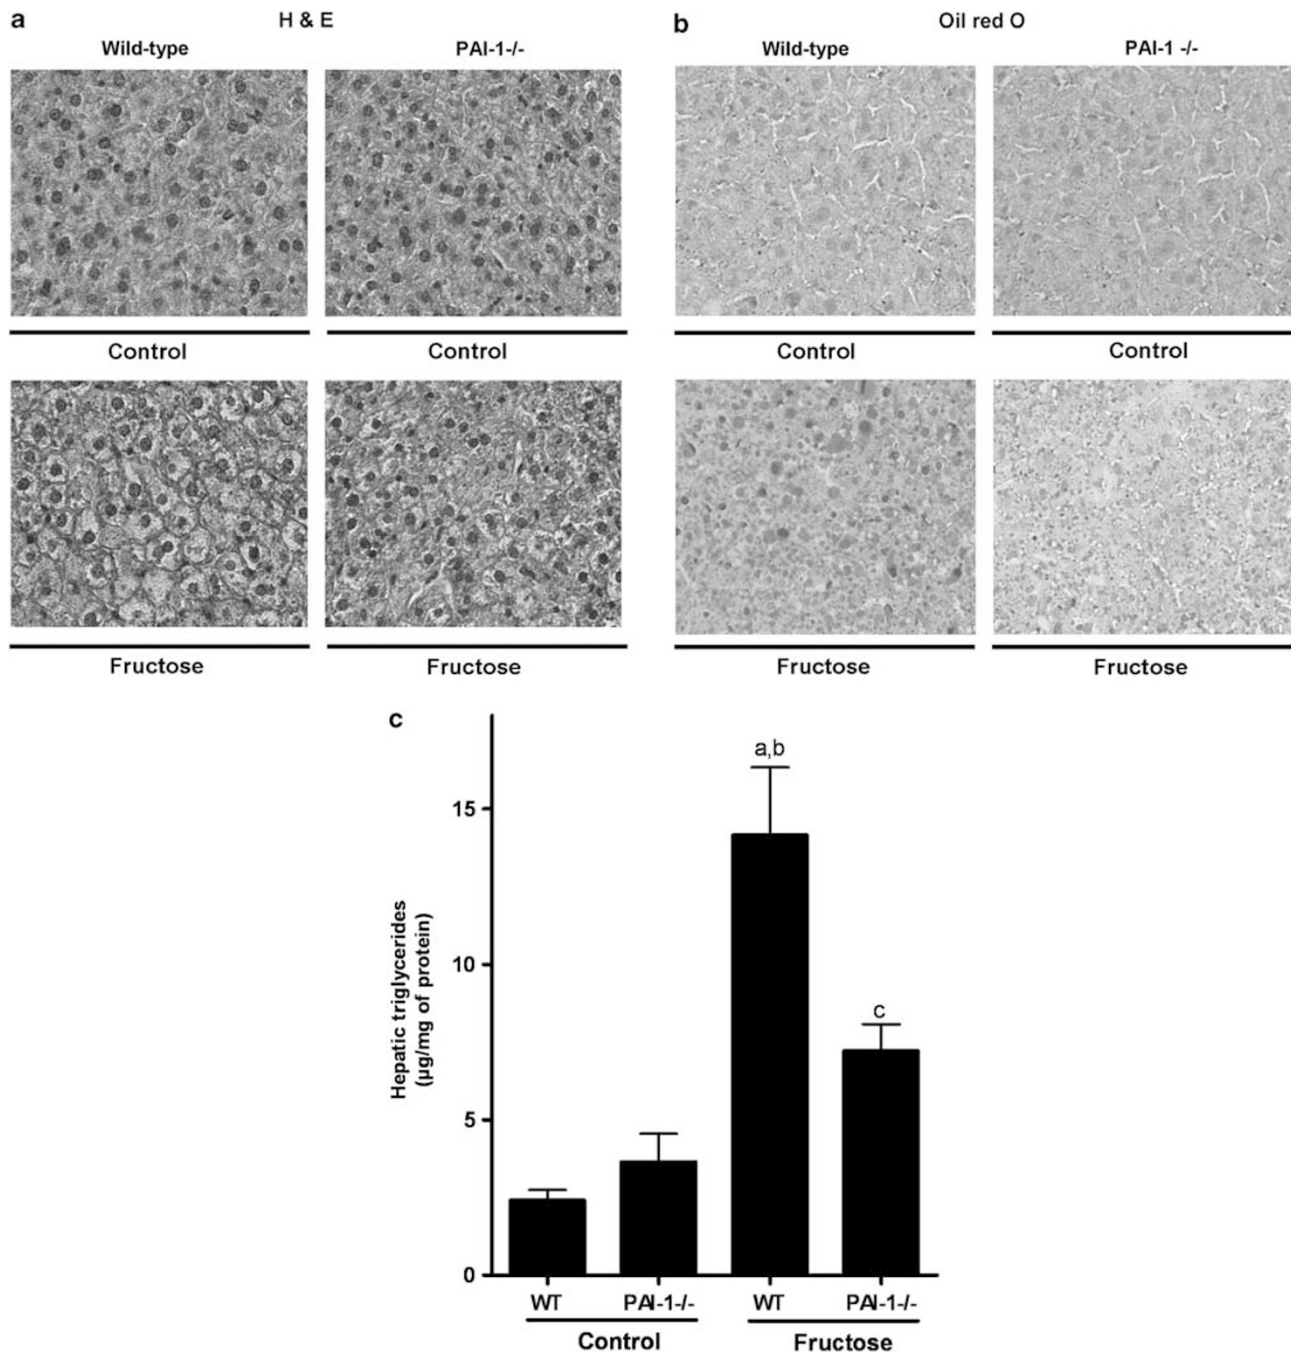 a
H & E
Wild-type
PAI-1-/-
Control
Control
Fructose
Fructose
b
Oil red O
Wild-type
PAI-1 -/-
Control
Control
Fructose
Fructose
c
Hepatic triglycerides
(µg/mg of protein)
15
10
5
0
a,b
c
WT
PAI-1-/-
WT
PAI-1-/-
Control
Fructose